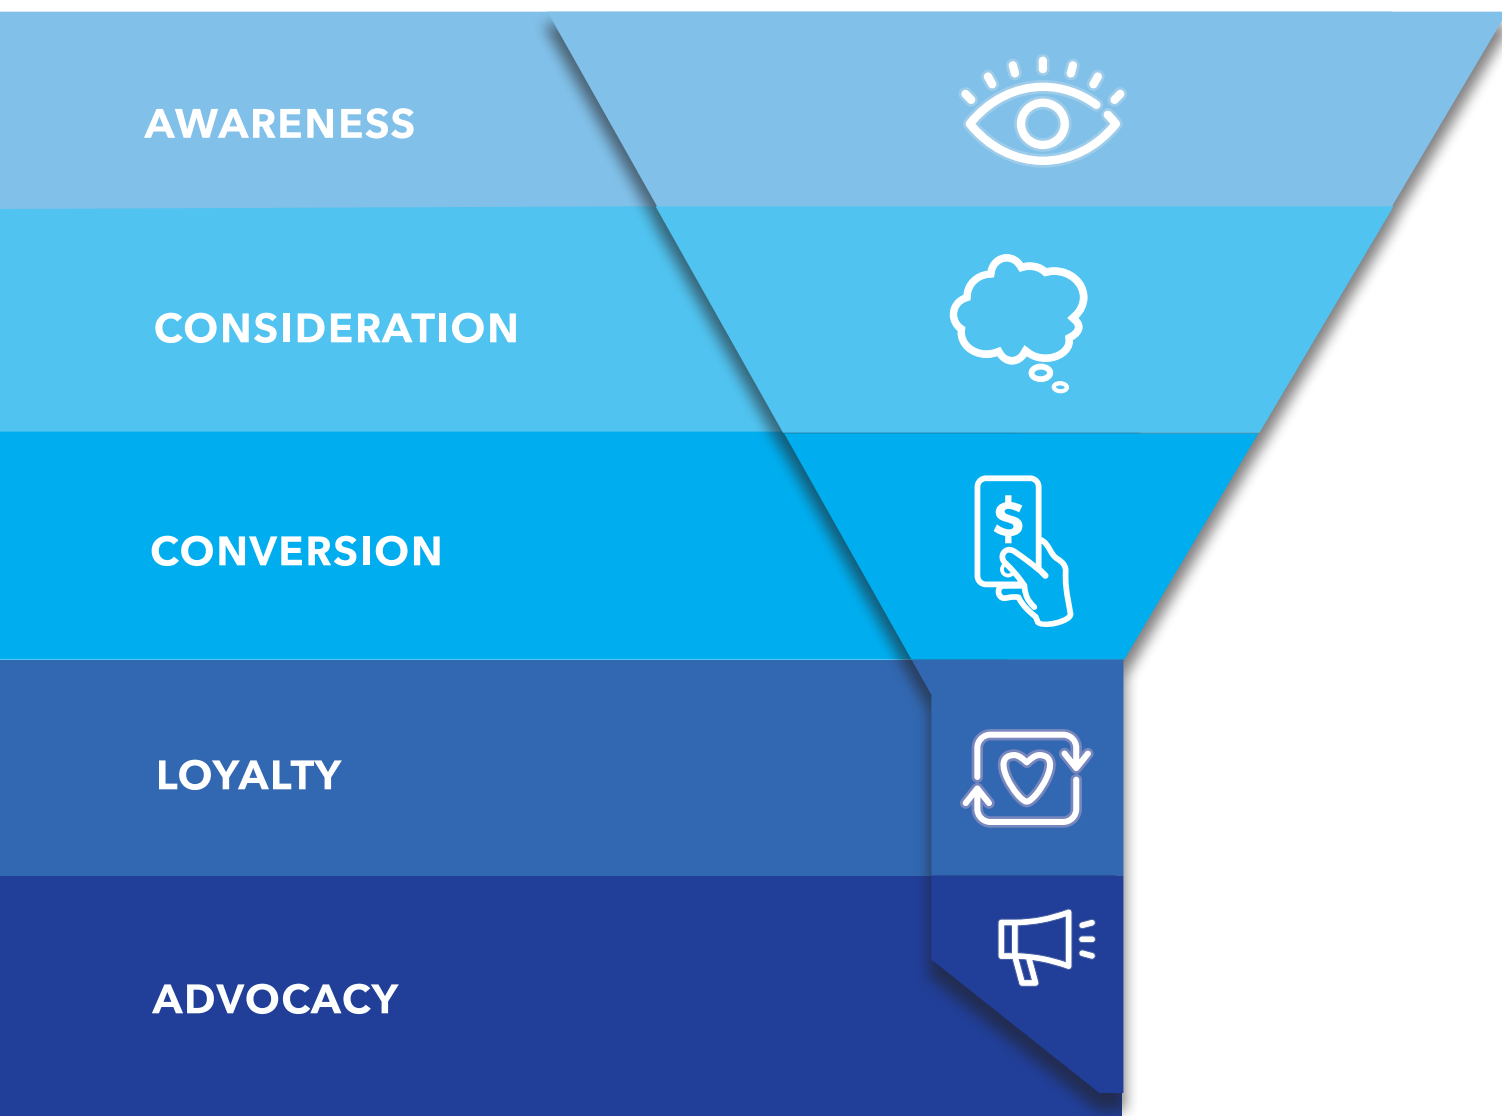 AWARENESS
CONSIDERATION
CONVERSION
$
LOYALTY
ADVOCACY